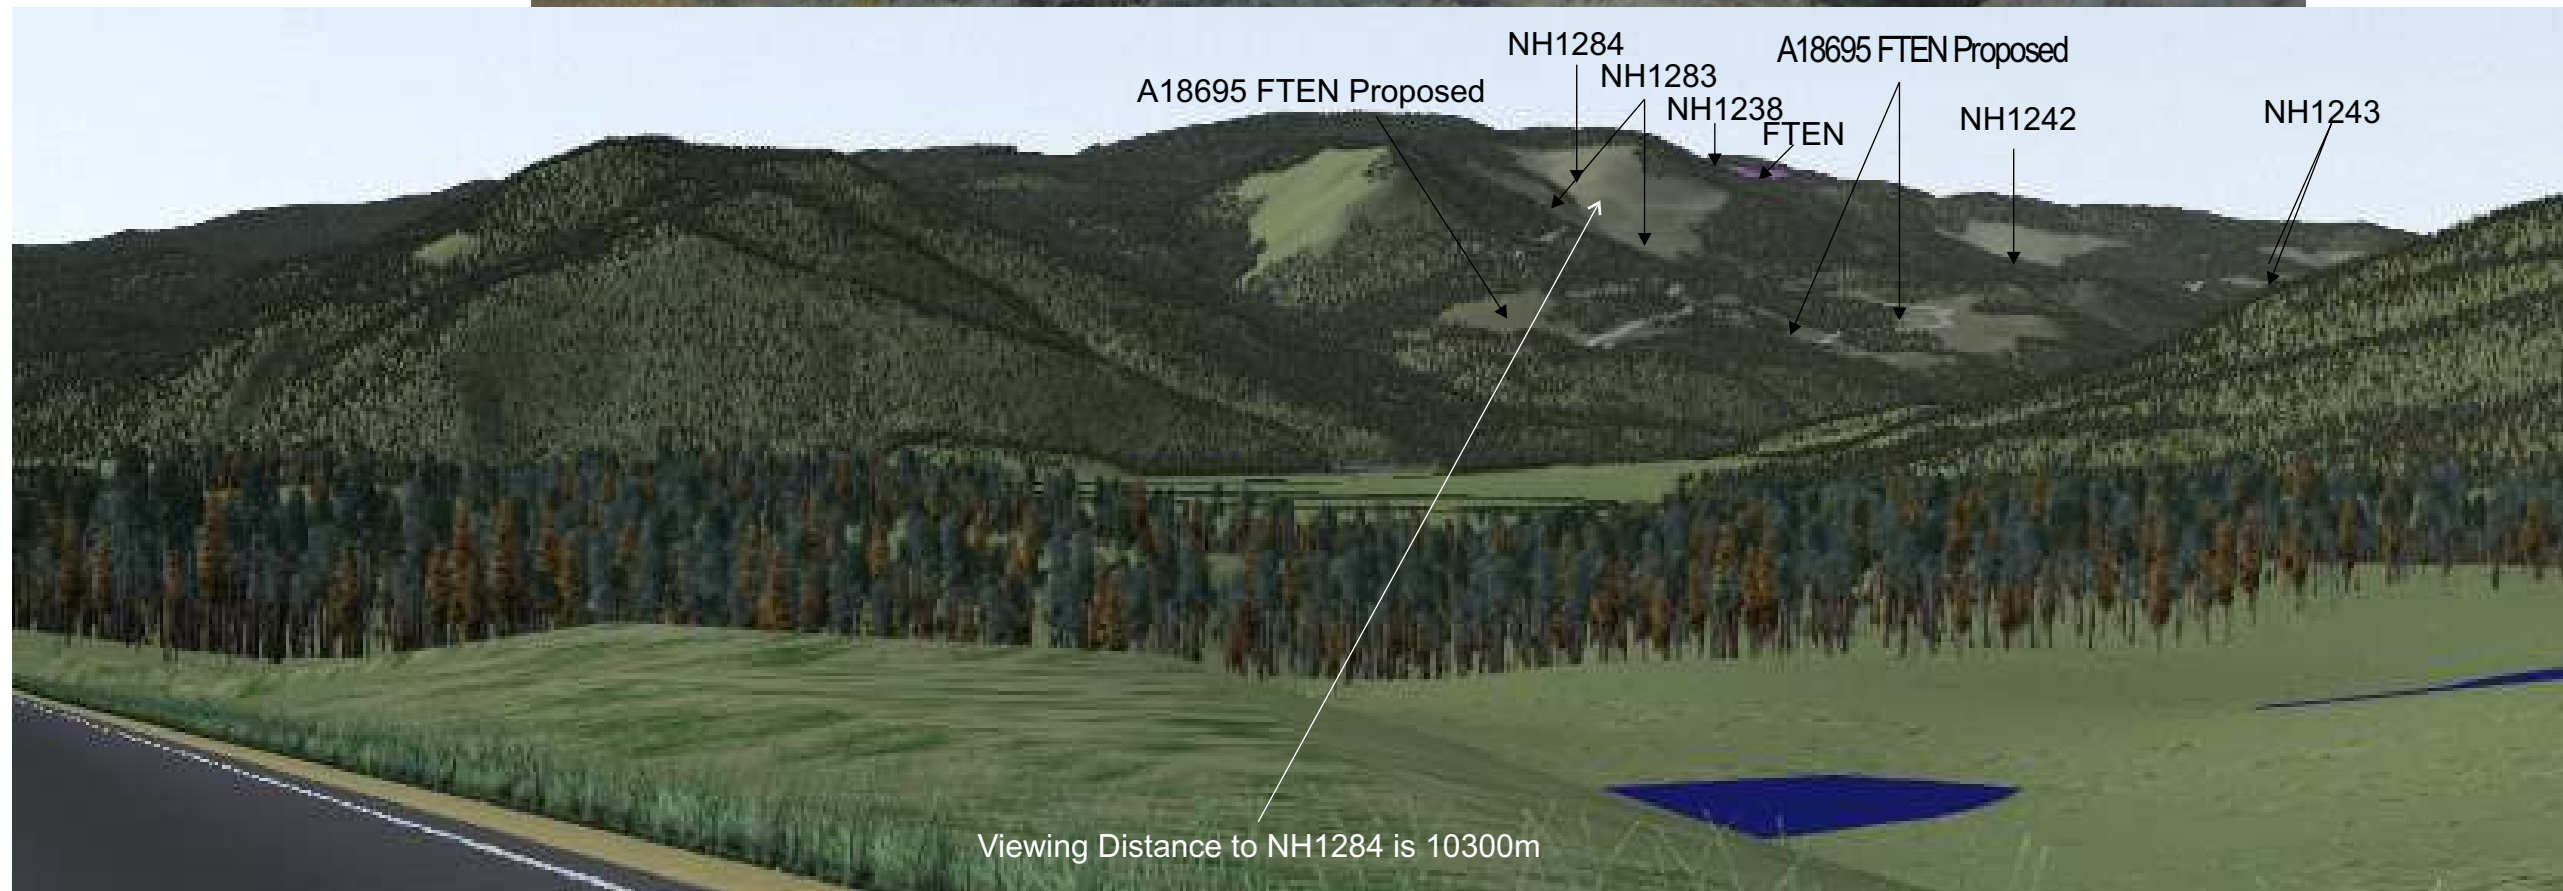 NH1284
A18695 FTEN Proposed
NH1283
A18695 FTEN Proposed
NH1238
NH1242
NH1243
FTEN
Viewing Distance to NH1284 is 10300m